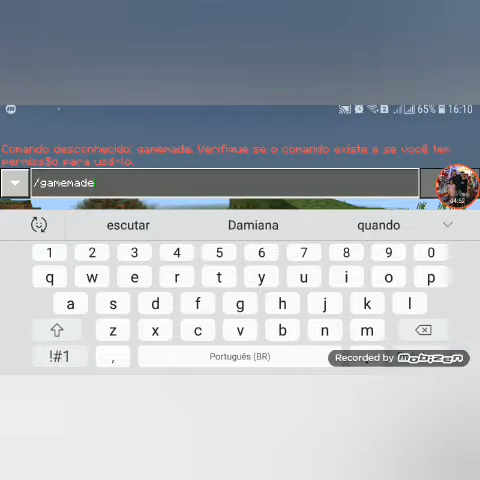 65% 16:10
Comando desconhecido: gamemade. Verifique se o comando existe e se você tem
permissão para usá-lo.
/gamemade
04:52
escutar Damiana quando
1 2 3 4 5 6 7 8 9 0
q w e r t y u i o p
a s d f g h j k l
z x c v b n m
!#1 , Português (BR)
Recorded by mobizen